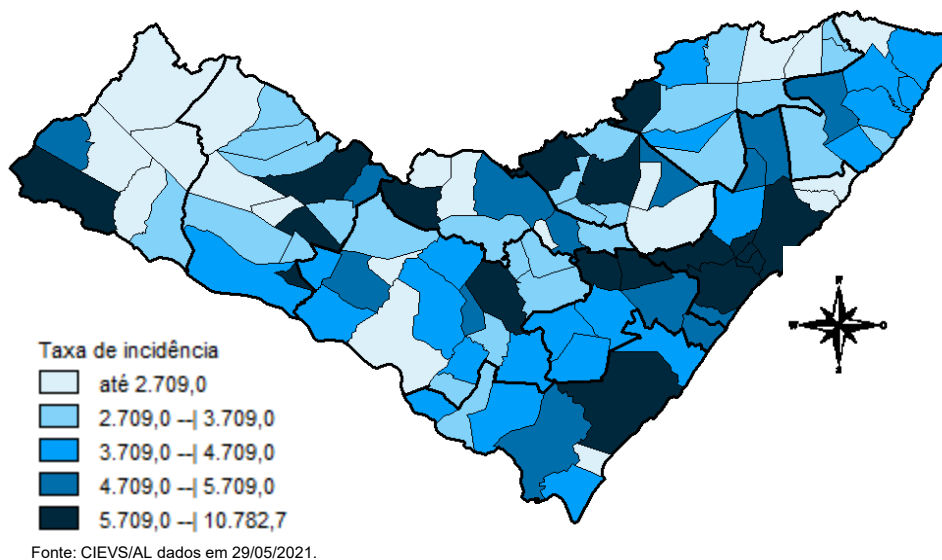 Taxa de incidência
até 2.709,0
2.709,0 --| 3.709,0
3.709,0 --| 4.709,0
4.709,0 --| 5.709,0
5.709,0 --| 10.782,7
Fonte: CIEVS/AL dados em 29/05/2021.